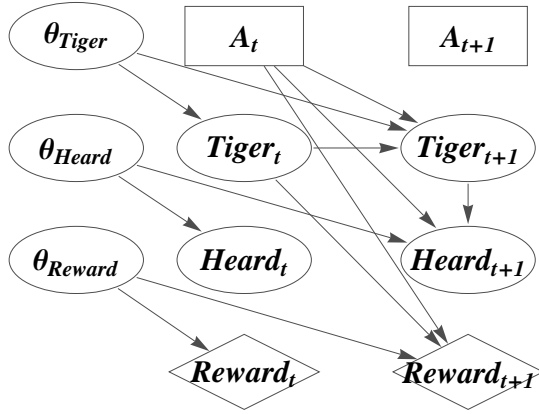 θTiger At At+1
θHeard Tigert Tigert+1
θReward Heardt Heardt+1
Rewardt Rewardt+1